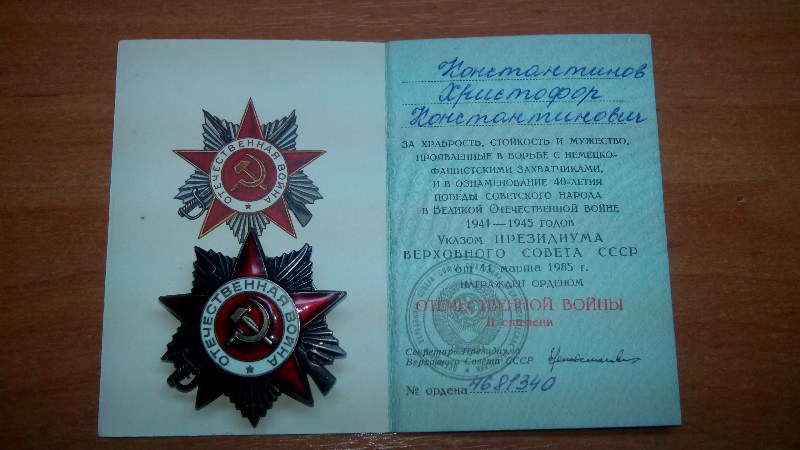 ОТЕЧЕСТВЕННАЯ ВОЙНА
ОТЕЧЕСТВЕННАЯ ВОЙНА
Константинов
Христофор
Константинович
ЗА ХРАБРОСТЬ, СТОЙКОСТЬ И МУЖЕСТВО,
ПРОЯВЛЕННЫЕ В БОРЬБЕ С НЕМЕЦКО-
ФАШИСТСКИМИ ЗАХВАТЧИКАМИ,
И В ОЗНАМЕНОВАНИЕ 40-ЛЕТИЯ
ПОБЕДЫ СОВЕТСКОГО НАРОДА
В ВЕЛИКОЙ ОТЕЧЕСТВЕННОЙ ВОЙНЕ
1941—1945 ГОДОВ
УКАЗОМ ПРЕЗИДИУМА
ВЕРХОВНОГО СОВЕТА СССР
от 11 марта 1985 г.
НАГРАЖДЕН ОРДЕНОМ
ОТЕЧЕСТВЕННОЙ ВОЙНЫ
II степени
Секретарь Президиума
Верховного Совета СССР
№ ордена 4681340